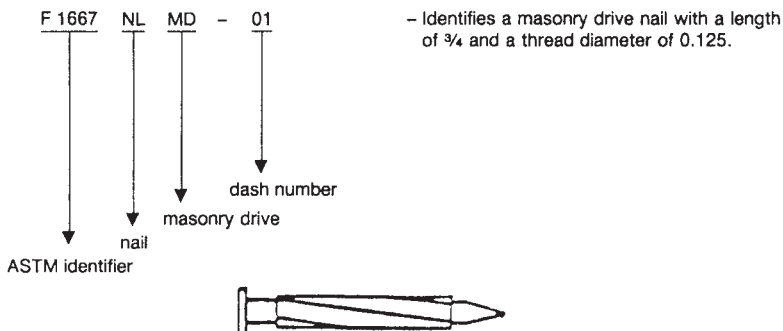 F 1667 NL MD - 01
– Identifies a masonry drive nail with a length
of ¾ and a thread diameter of 0.125.
dash number
masonry drive
nail
ASTM identifier